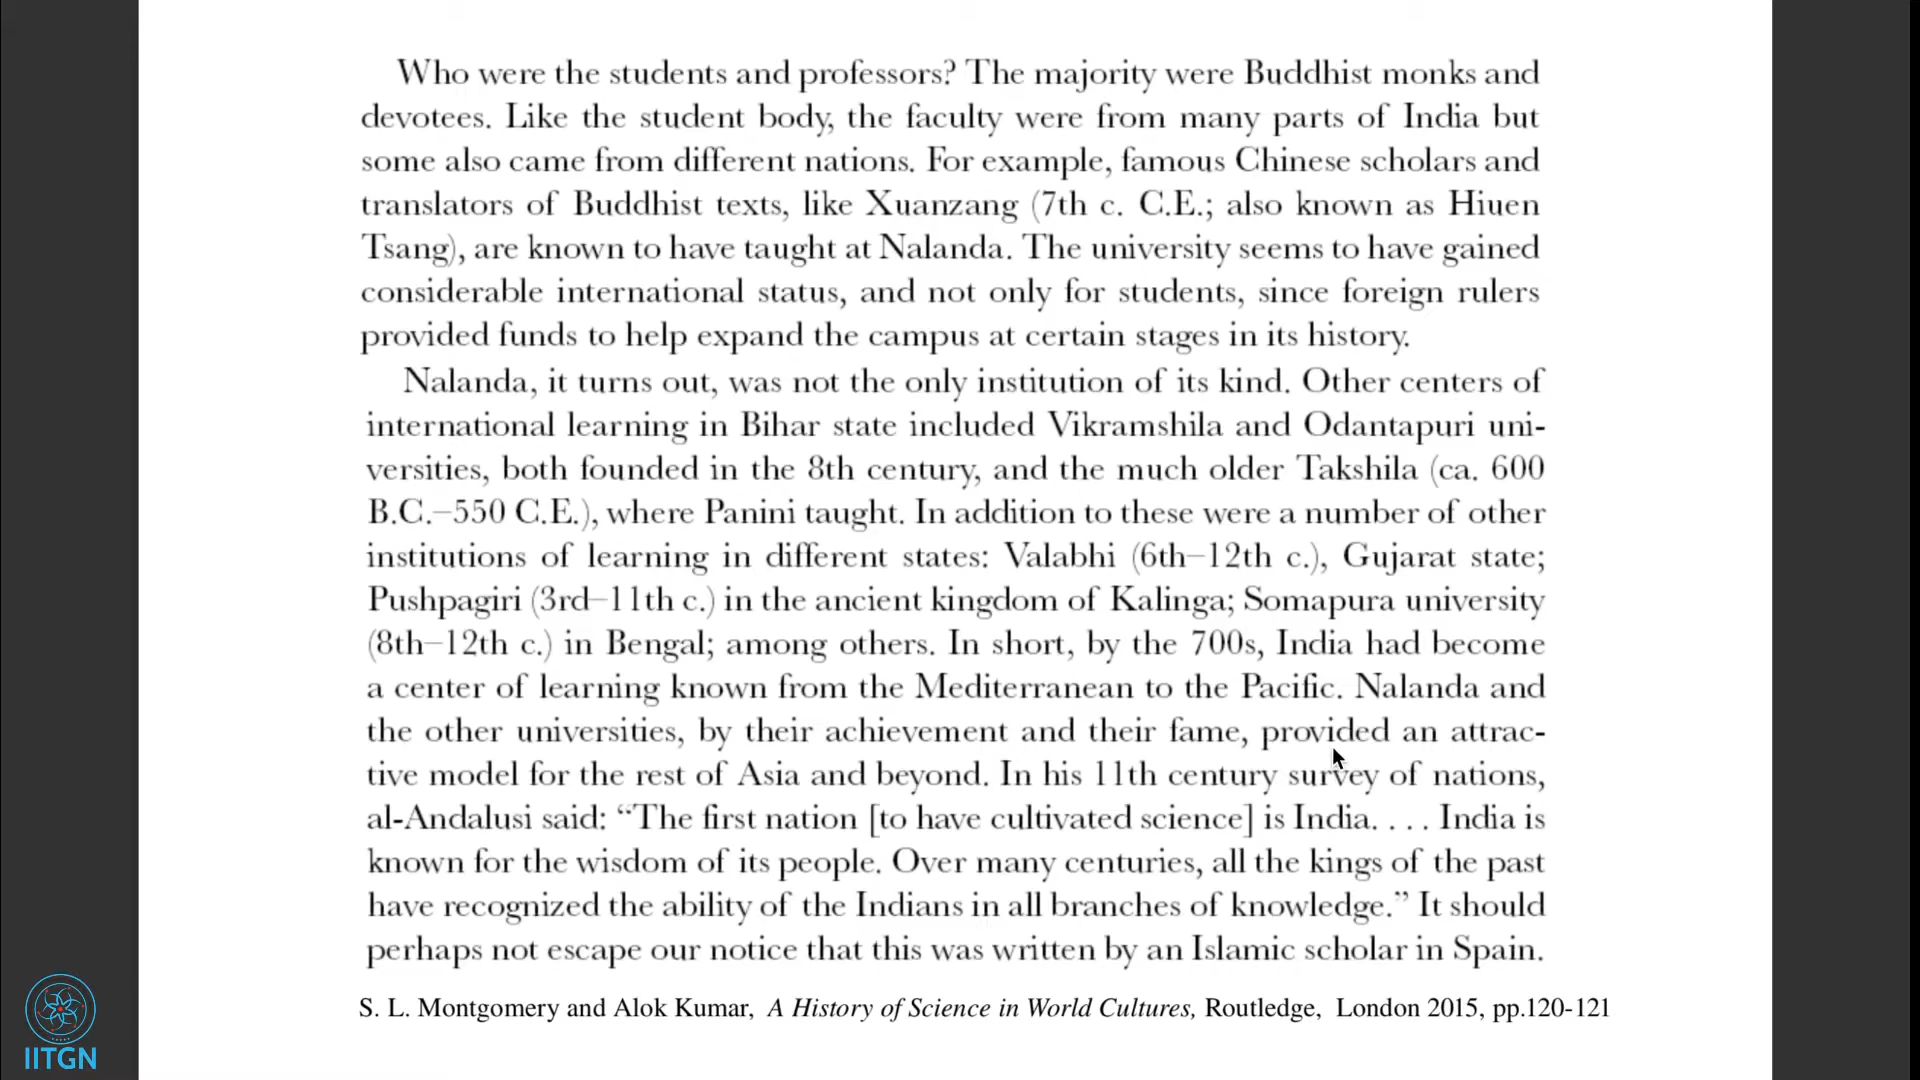 Who were the students and professors? The majority were Buddhist monks and
devotees. Like the student body, the faculty were from many parts of India but
some also came from different nations. For example, famous Chinese scholars and
translators of Buddhist texts, like Xuanzang (7th c. C.E.; also known as Hiuen
Tsang), are known to have taught at Nalanda. The university seems to have gained
considerable international status, and not only for students, since foreign rulers
provided funds to help expand the campus at certain stages in its history.
Nalanda, it turns out, was not the only institution of its kind. Other centers of
international learning in Bihar state included Vikramshila and Odantapuri uni-
versities, both founded in the 8th century, and the much older Takshila (ca. 600
B.C.–550 C.E.), where Panini taught. In addition to these were a number of other
institutions of learning in different states: Valabhi (6th–12th c.), Gujarat state;
Pushpagiri (3rd–11th c.) in the ancient kingdom of Kalinga; Somapura university
(8th–12th c.) in Bengal; among others. In short, by the 700s, India had become
a center of learning known from the Mediterranean to the Pacific. Nalanda and
the other universities, by their achievement and their fame, provided an attrac-
tive model for the rest of Asia and beyond. In his 11th century survey of nations,
al-Andalusi said: “The first nation [to have cultivated science] is India. . . . India is
known for the wisdom of its people. Over many centuries, all the kings of the past
have recognized the ability of the Indians in all branches of knowledge.” It should
perhaps not escape our notice that this was written by an Islamic scholar in Spain.
S. L. Montgomery and Alok Kumar, A History of Science in World Cultures, Routledge, London 2015, pp.120-121
IITGN